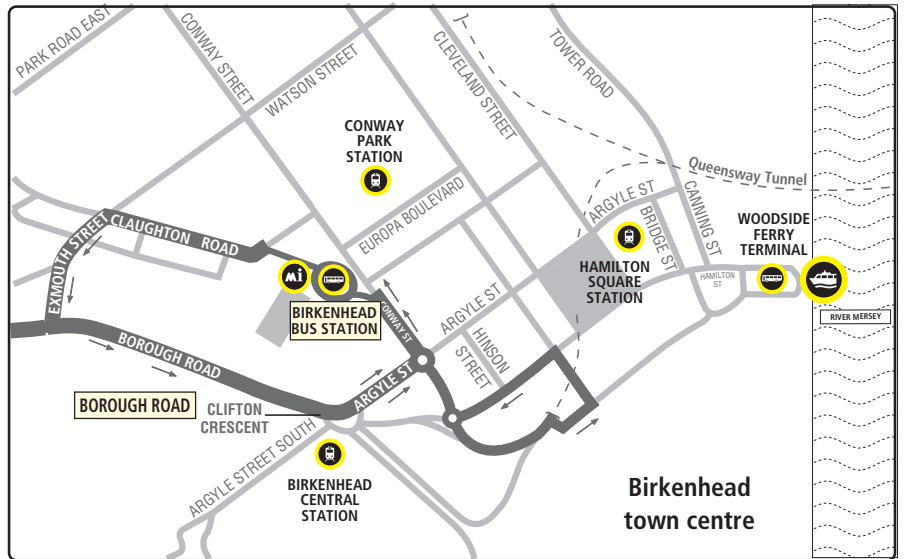 PARK ROAD EAST
CONWAY STREET
WATSON STREET
CLEVELAND STREET
TOWER ROAD
CONWAY
PARK
STATION
Queensway Tunnel
EUROPA BOULEVARD
ARGYLE ST
BRIDGE ST
CANNING ST
WOODSIDE
FERRY
TERMINAL
CLAUGHTON ROAD
EXMOUTH STREET
mi
HAMILTON
SQUARE
STATION
HAMILTON
ST
BIRKENHEAD
BUS STATION
CONWAY ST
ARGYLE ST
HINSON
STREET
RIVER MERSEY
BOROUGH ROAD
ARGYLE ST
BOROUGH ROAD
CLIFTON
CRESCENT
ARGYLE STREET SOUTH
BIRKENHEAD
CENTRAL
STATION
Birkenhead
town centre